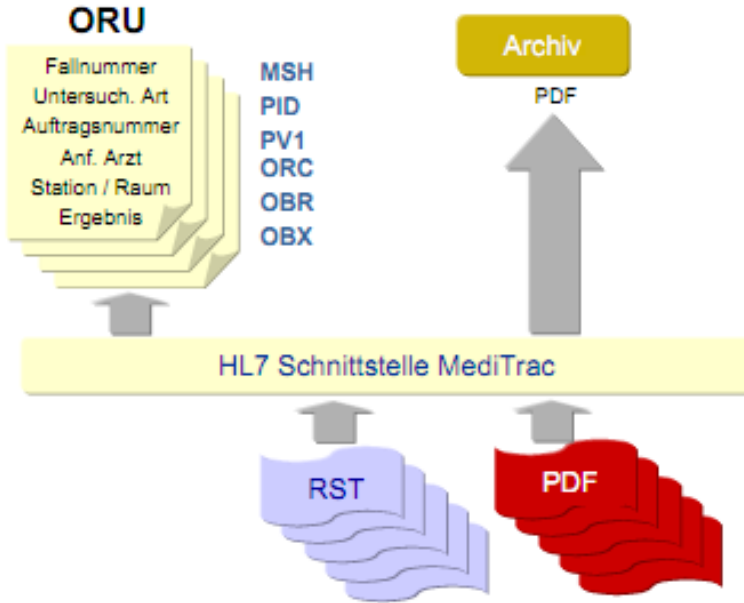 ORU
Fallnummer
Untersuch. Art
Auftragsnummer
Anf. Arzt
Station / Raum
Ergebnis
MSH
PID
PV1
ORC
OBR
OBX
Archiv
PDF
HL7 Schnittstelle MediTrac
RST
PDF